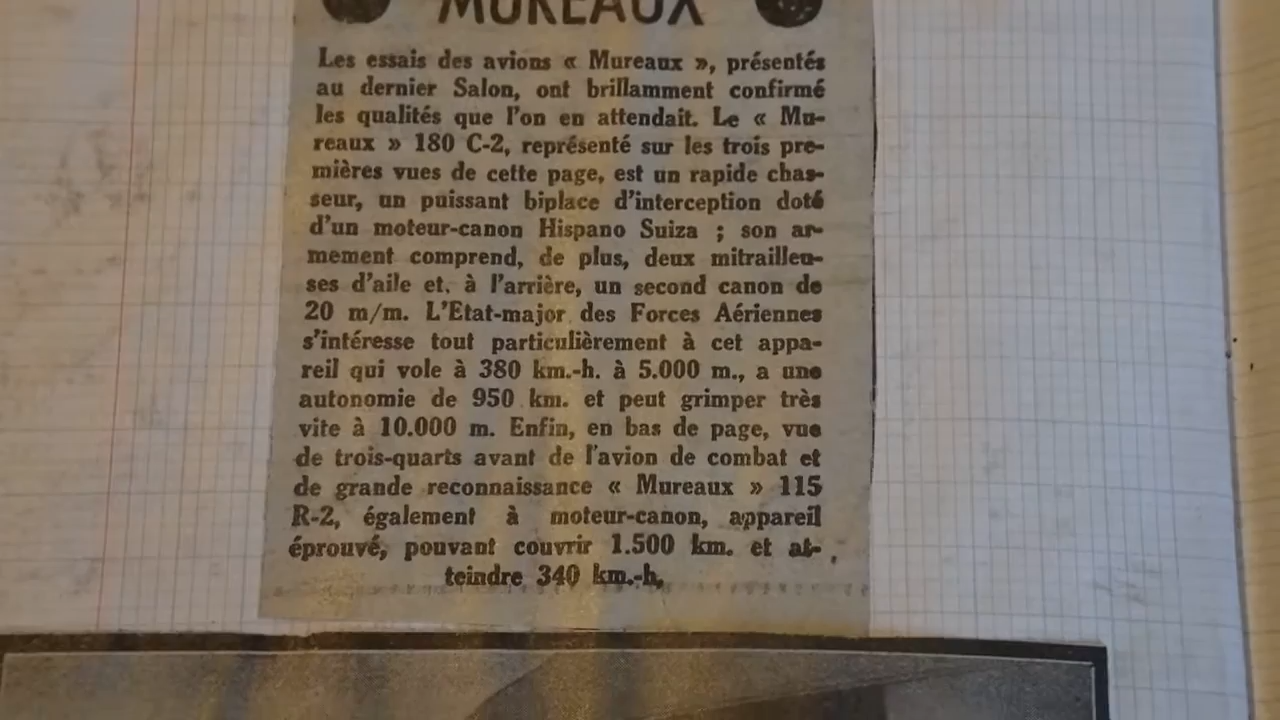 MUREAUX
Les essais des avions « Mureaux », présentés
au dernier Salon, ont brillamment confirmé
les qualités que l'on en attendait. Le « Mu-
reaux » 180 C-2, représenté sur les trois pre-
mières vues de cette page, est un rapide chas-
seur, un puissant biplace d'interception doté
d'un moteur-canon Hispano Suiza ; son ar-
mement comprend, de plus, deux mitrailleu-
ses d'aile et, à l'arrière, un second canon de
20 m/m. L'Etat-major des Forces Aériennes
s'intéresse tout particulièrement à cet appa-
reil qui vole à 380 km.-h. à 5.000 m., a une
autonomie de 950 km. et peut grimper très
vite à 10.000 m. Enfin, en bas de page, vue
de trois-quarts avant de l'avion de combat et
de grande reconnaissance « Mureaux » 115
R-2, également à moteur-canon, appareil
éprouvé, pouvant couvrir 1.500 km. et at-
teindre 340 km.-h.